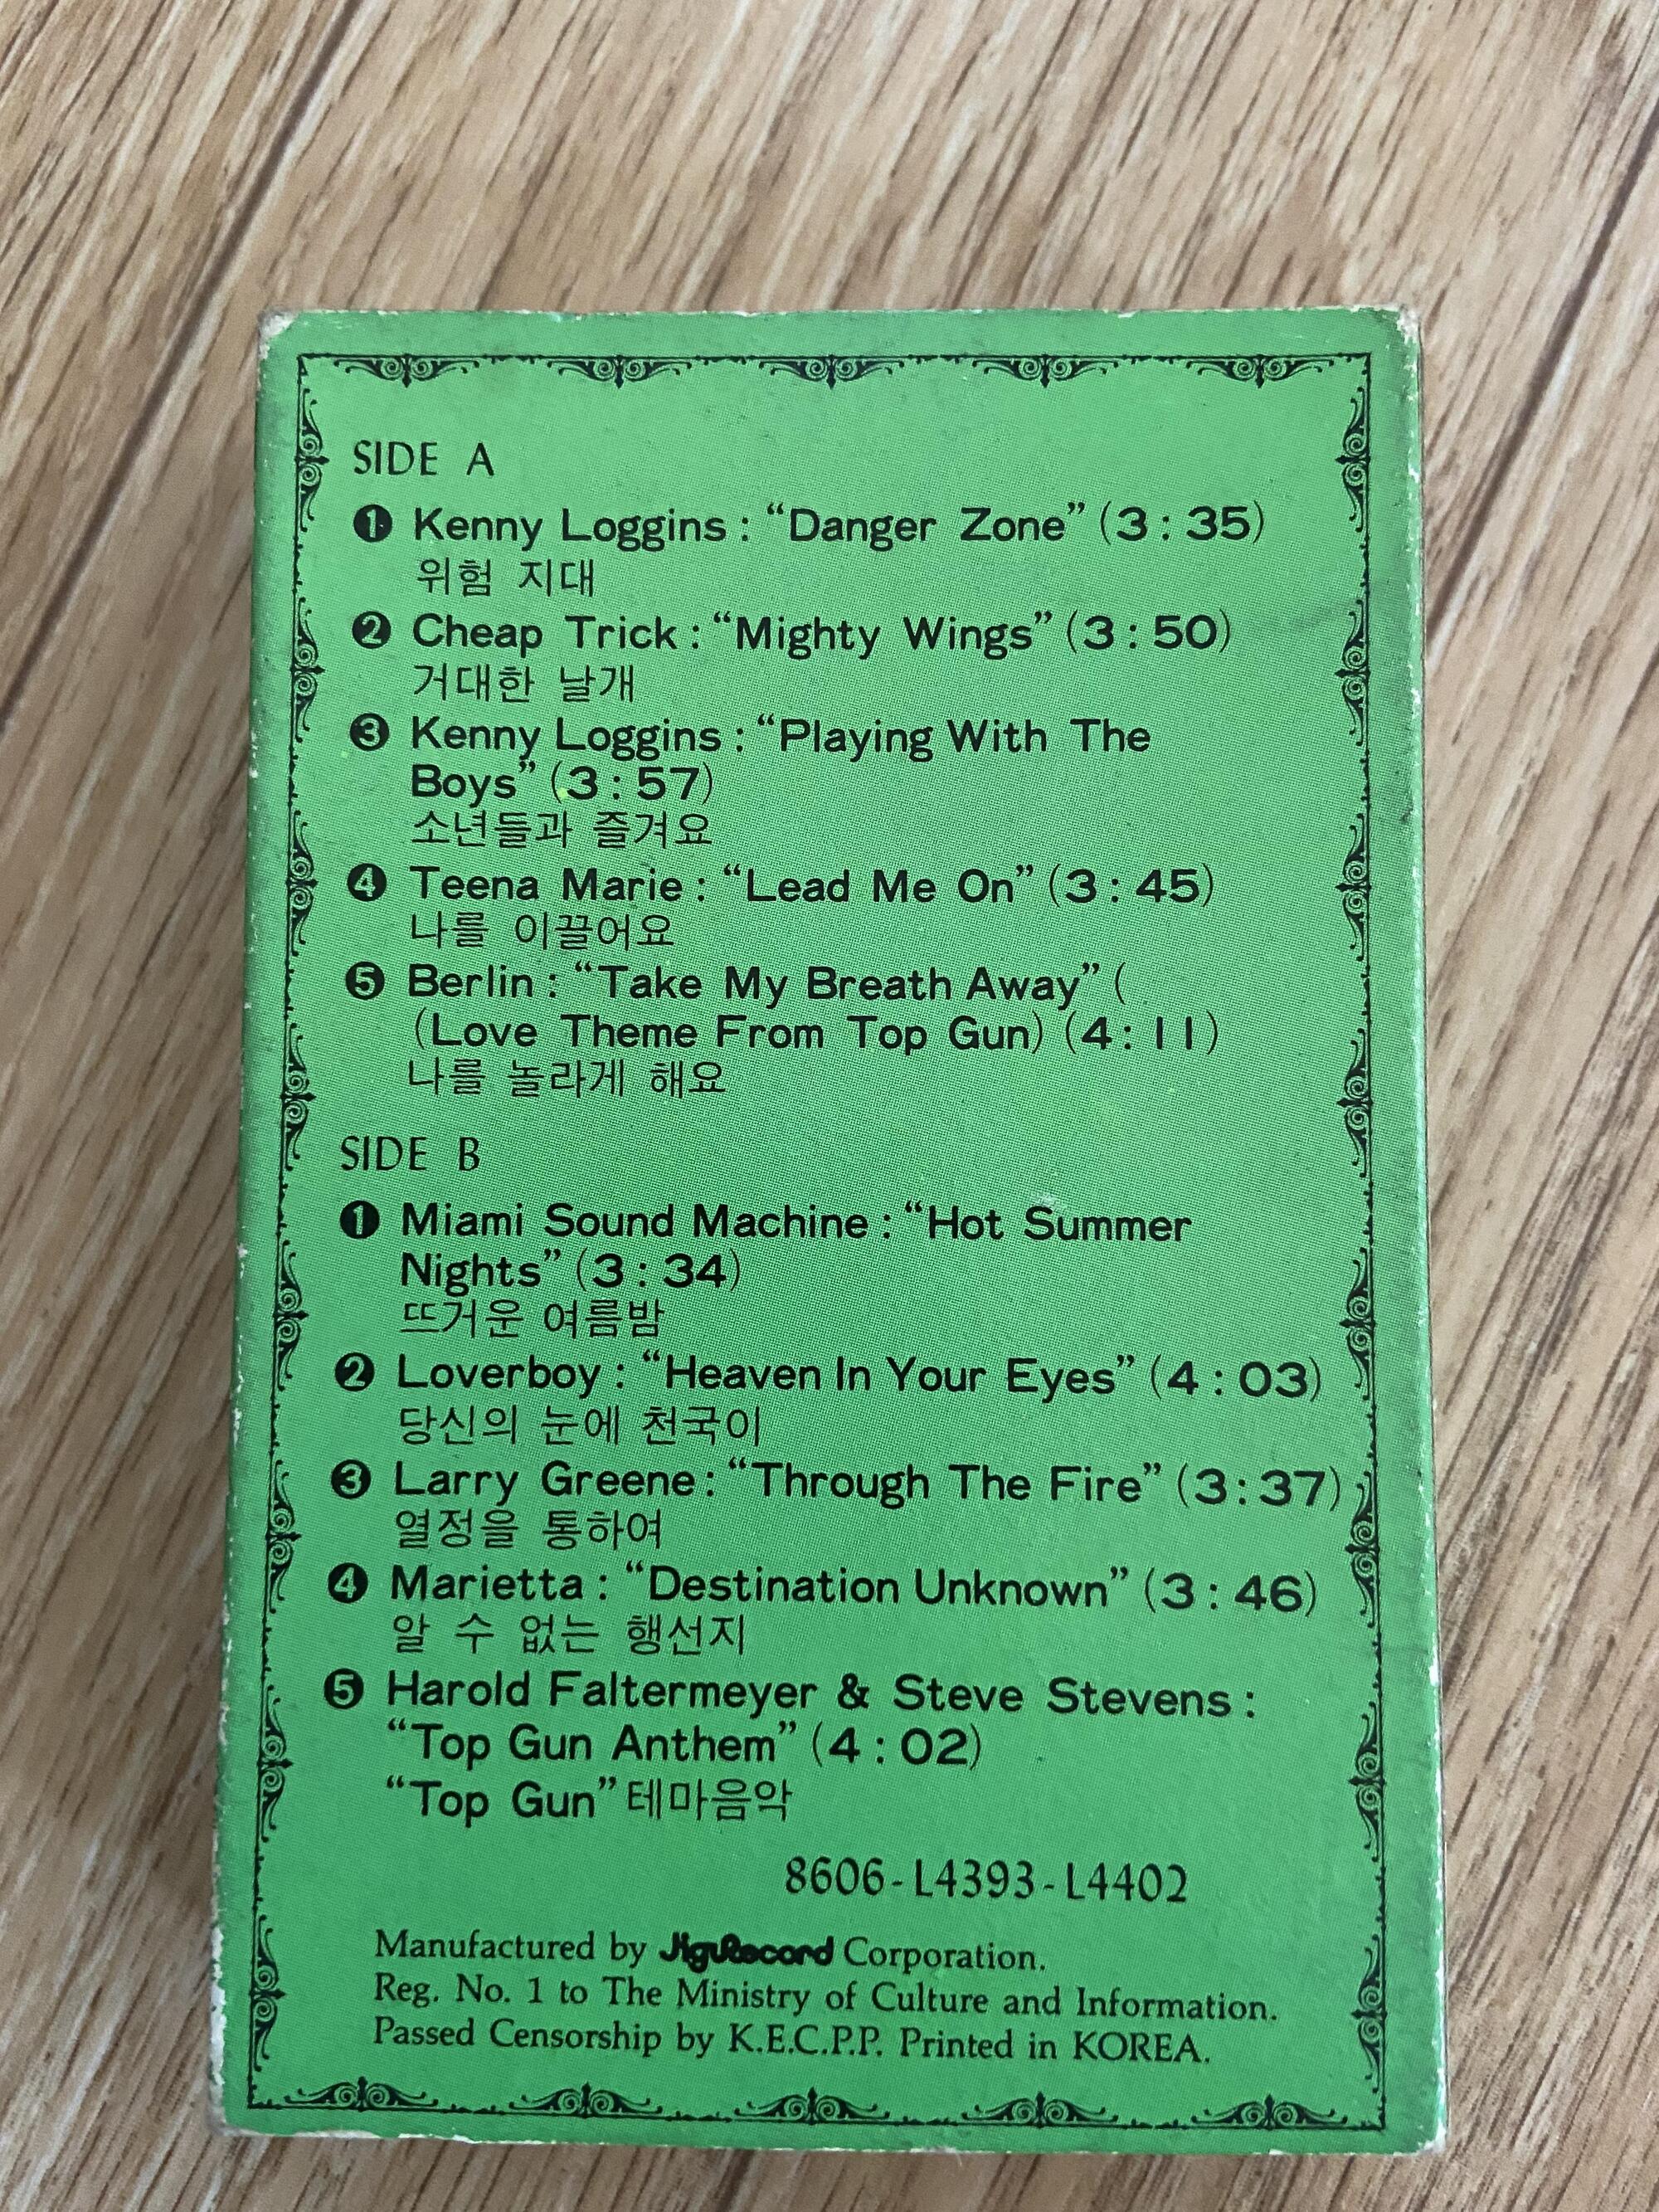 SIDE A
❶ Kenny Loggins : “Danger Zone” (3 : 35)
위험 지대
❷ Cheap Trick : “Mighty Wings” (3 : 50)
거대한 날개
❸ Kenny Loggins : “Playing With The
Boys” (3 : 57)
소년들과 즐겨요
❹ Teena Marie : “Lead Me On” (3 : 45)
나를 이끌어요
❺ Berlin : “Take My Breath Away” (
(Love Theme From Top Gun) (4 : 11)
나를 놀라게 해요
SIDE B
❶ Miami Sound Machine : “Hot Summer
Nights” (3 : 34)
뜨거운 여름밤
❷ Loverboy : “Heaven In Your Eyes” (4 : 03)
당신의 눈에 천국이
❸ Larry Greene : “Through The Fire” (3 : 37)
열정을 통하여
❹ Marietta : “Destination Unknown” (3 : 46)
알 수 없는 행선지
❺ Harold Faltermeyer & Steve Stevens :
“Top Gun Anthem” (4 : 02)
“Top Gun” 테마음악
8606-L4393-L4402
Manufactured by JiguRecord Corporation.
Reg. No. 1 to The Ministry of Culture and Information.
Passed Censorship by K.E.C.P.P. Printed in KOREA.